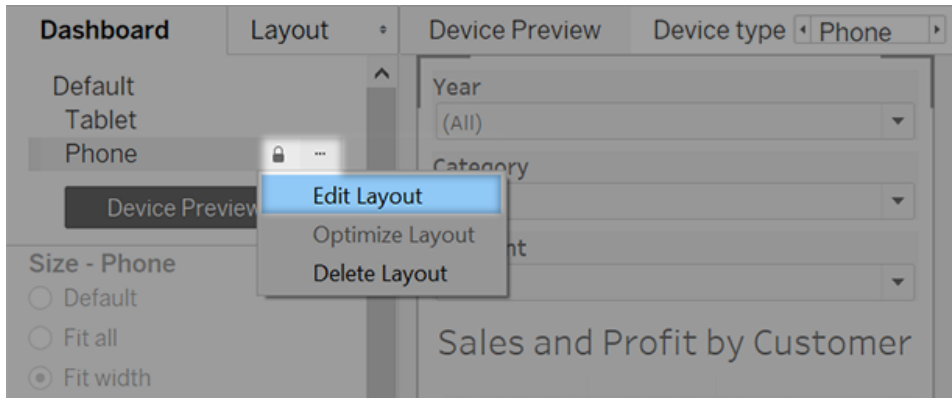 Dashboard
Layout
Device Preview
Device type
Phone
Default
Tablet
Phone
Device Preview
Size - Phone
Default
Fit all
Fit width
Edit Layout
Optimize Layout
Delete Layout
Year
(All)
Category
Sales and Profit by Customer